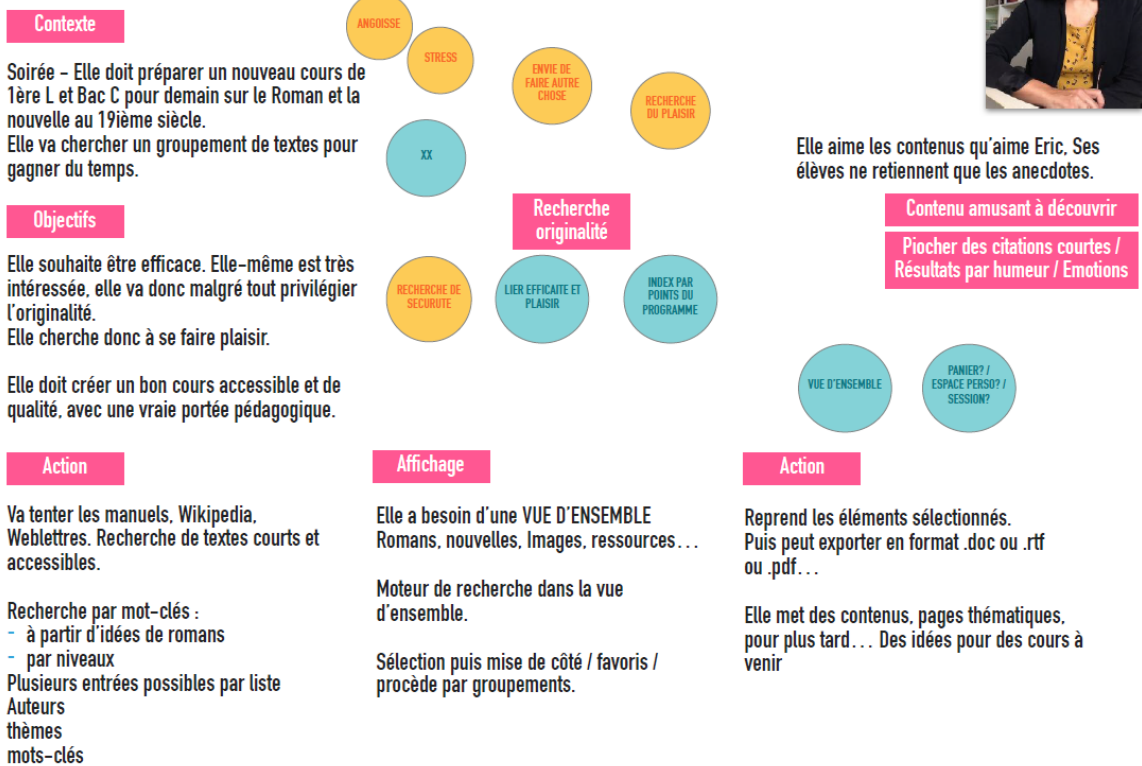 Contexte
Soirée - Elle doit préparer un nouveau cours de
1ère L et Bac C pour demain sur le Roman et la
nouvelle au 19ième siècle.
Elle va chercher un groupement de textes pour
gagner du temps.
ANGOISSE
STRESS
ENVIE DE
FAIRE AUTRE
CHOSE
RECHERCHE
DU PLAISIR
XX
Elle aime les contenus qu'aime Eric, Ses
élèves ne retiennent que les anecdotes.
Objectifs
Elle souhaite être efficace. Elle-même est très
intéressée, elle va donc malgré tout privilégier
l'originalité.
Elle cherche donc à se faire plaisir.
Elle doit créer un bon cours accessible et de
qualité, avec une vraie portée pédagogique.
Recherche
originalité
RECHERCHE DE
SECURUTE
LIER EFFICAITE ET
PLAISIR
INDEX PAR
POINTS DU
PROGRAMME
Contenu amusant à découvrir
Piocher des citations courtes /
Résultats par humeur / Emotions
VUE D'ENSEMBLE
PANIER? /
ESPACE PERSO? /
SESSION?
Action
Va tenter les manuels, Wikipedia,
Weblettres. Recherche de textes courts et
accessibles.
Recherche par mot-clés :
- à partir d'idées de romans
- par niveaux
Plusieurs entrées possibles par liste
Auteurs
thèmes
mots-clés
Affichage
Elle a besoin d'une VUE D'ENSEMBLE
Romans, nouvelles, Images, ressources...
Moteur de recherche dans la vue
d'ensemble.
Sélection puis mise de côté / favoris /
procède par groupements.
Action
Reprend les éléments sélectionnés.
Puis peut exporter en format .doc ou .rtf
ou .pdf...
Elle met des contenus, pages thématiques,
pour plus tard... Des idées pour des cours à
venir